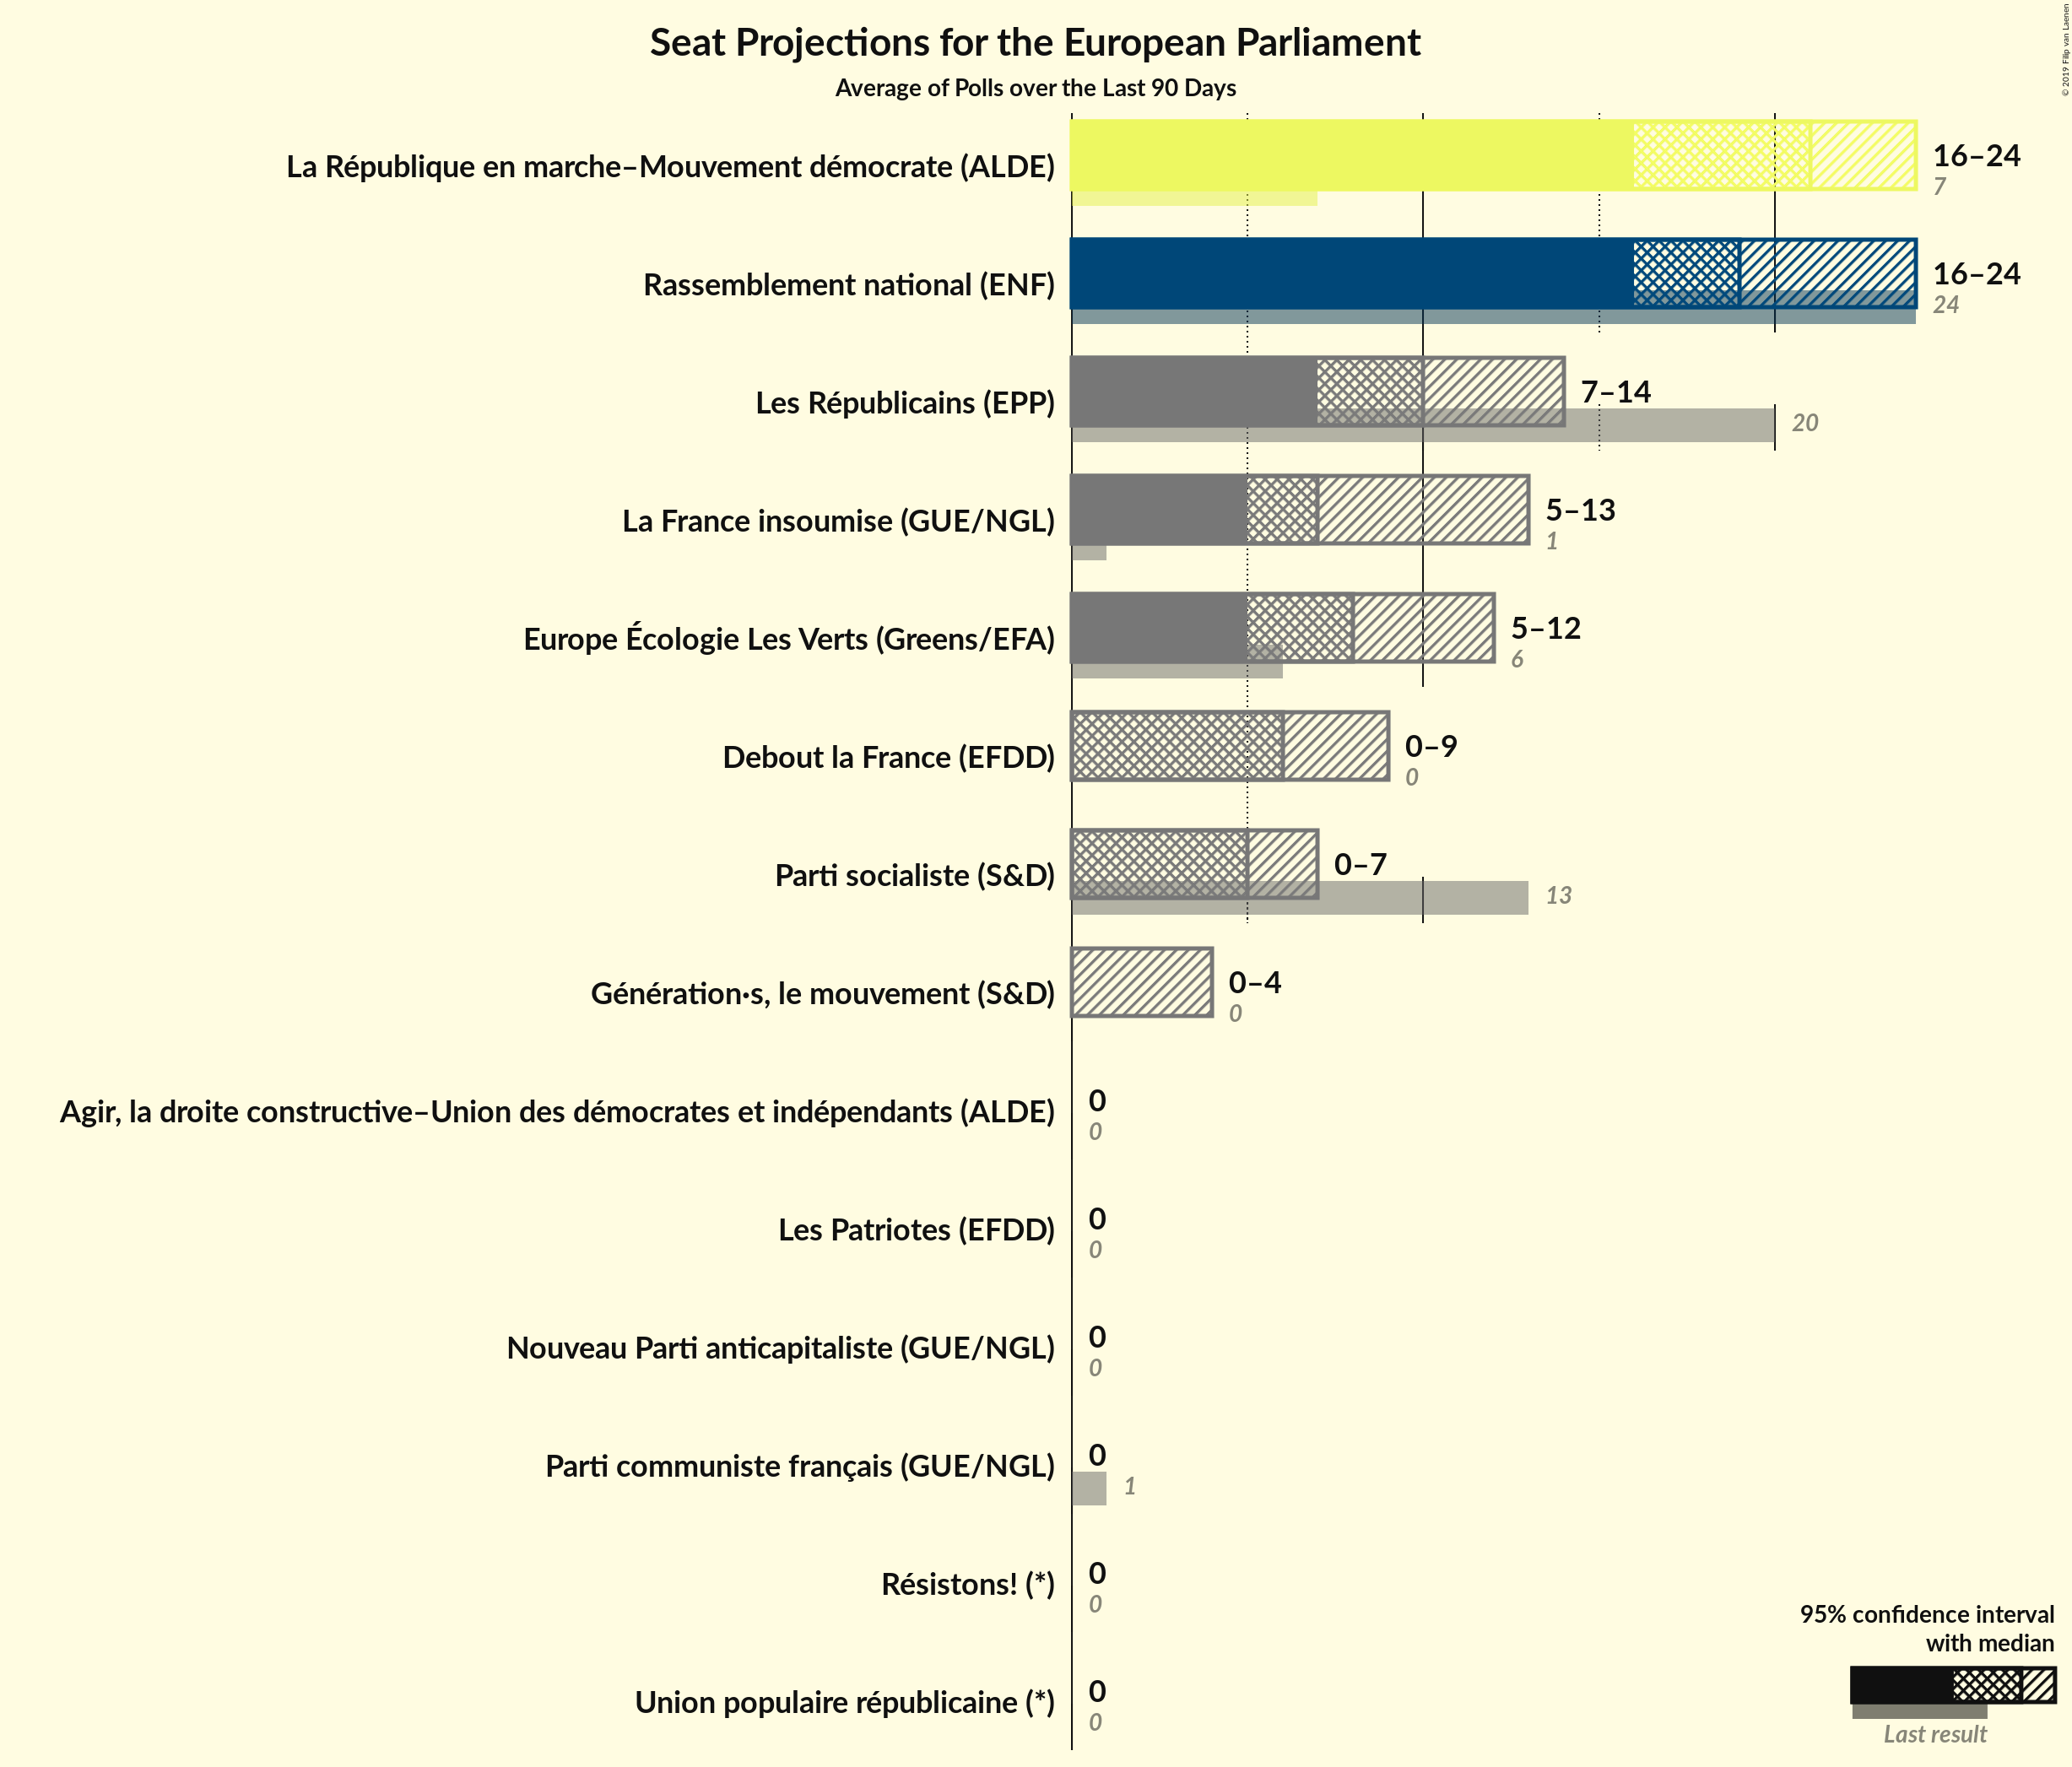 Seat Projections for the European Parliament
Average of Polls over the Last 90 Days
© 2019 Filip van Laenen
La République en marche–Mouvement démocrate (ALDE)
16–24
7
Rassemblement national (ENF)
16–24
24
Les Républicains (EPP)
7–14
20
La France insoumise (GUE/NGL)
5–13
1
Europe Écologie Les Verts (Greens/EFA)
5–12
6
Debout la France (EFDD)
0–9
0
Parti socialiste (S&D)
0–7
13
Génération·s, le mouvement (S&D)
0–4
0
Agir, la droite constructive–Union des démocrates et indépendants (ALDE)
0
0
Les Patriotes (EFDD)
0
0
Nouveau Parti anticapitaliste (GUE/NGL)
0
0
Parti communiste français (GUE/NGL)
0
1
Résistons! (*)
0
0
Union populaire républicaine (*)
0
0
95% confidence interval
with median
Last result